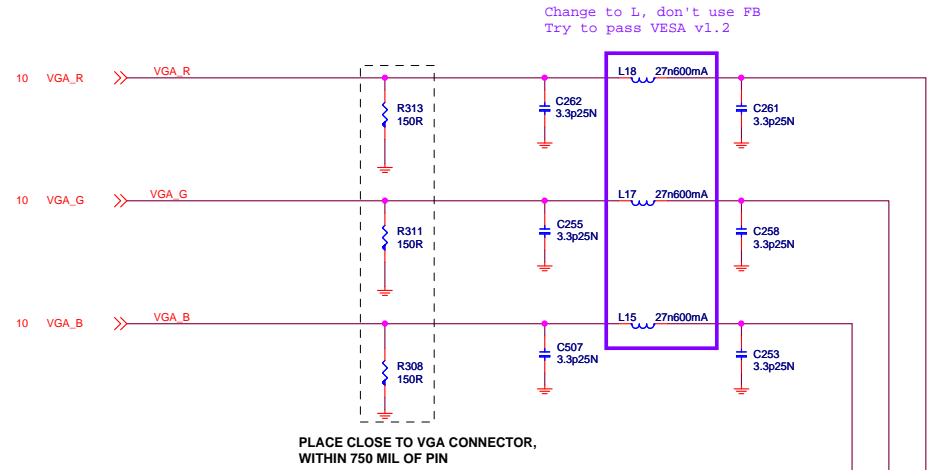 Change to L, don't use FB
Try to pass VESA v1.2
10 VGA_R VGA_R
L18 27n600mA
R313
150R
C262
3.3p25N
C261
3.3p25N
10 VGA_G VGA_G
L17 27n600mA
R311
150R
C255
3.3p25N
C258
3.3p25N
10 VGA_B VGA_B
L15 27n600mA
R308
150R
C507
3.3p25N
C253
3.3p25N
PLACE CLOSE TO VGA CONNECTOR,
WITHIN 750 MIL OF PIN